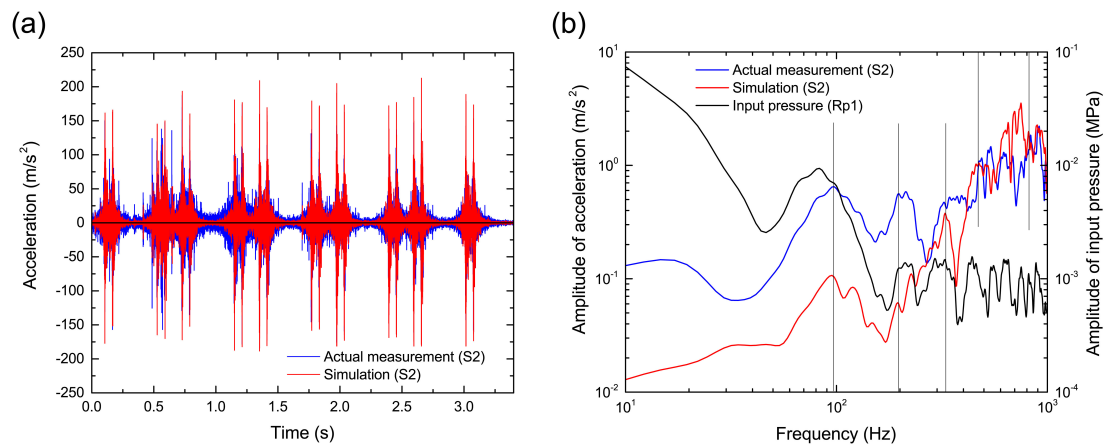 (a)
250
200
150
100
50
0
-50
-100
-150
-200
-250
Acceleration (m/s²)
0.0 0.5 1.0 1.5 2.0 2.5 3.0
Time (s)
Actual measurement (S2)
Simulation (S2)
(b)
10¹
10⁰
10⁻¹
10⁻²
Amplitude of acceleration (m/s²)
Actual measurement (S2)
Simulation (S2)
Input pressure (Rp1)
10⁻¹
10⁻²
10⁻³
10⁻⁴
Amplitude of input pressure (MPa)
10¹ 10² 10³
Frequency (Hz)